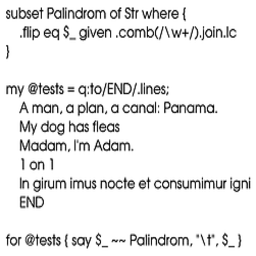 subset Palindrom of Str where {
.flip eq $_ given .comb(/\w+/).join.lc
}
my @tests = q:to/END/.lines;
A man, a plan, a canal: Panama.
My dog has fleas
Madam, I'm Adam.
1 on 1
In girum imus nocte et consumimur igni
END
for @tests { say $_ ~~ Palindrom, "\t", $_ }